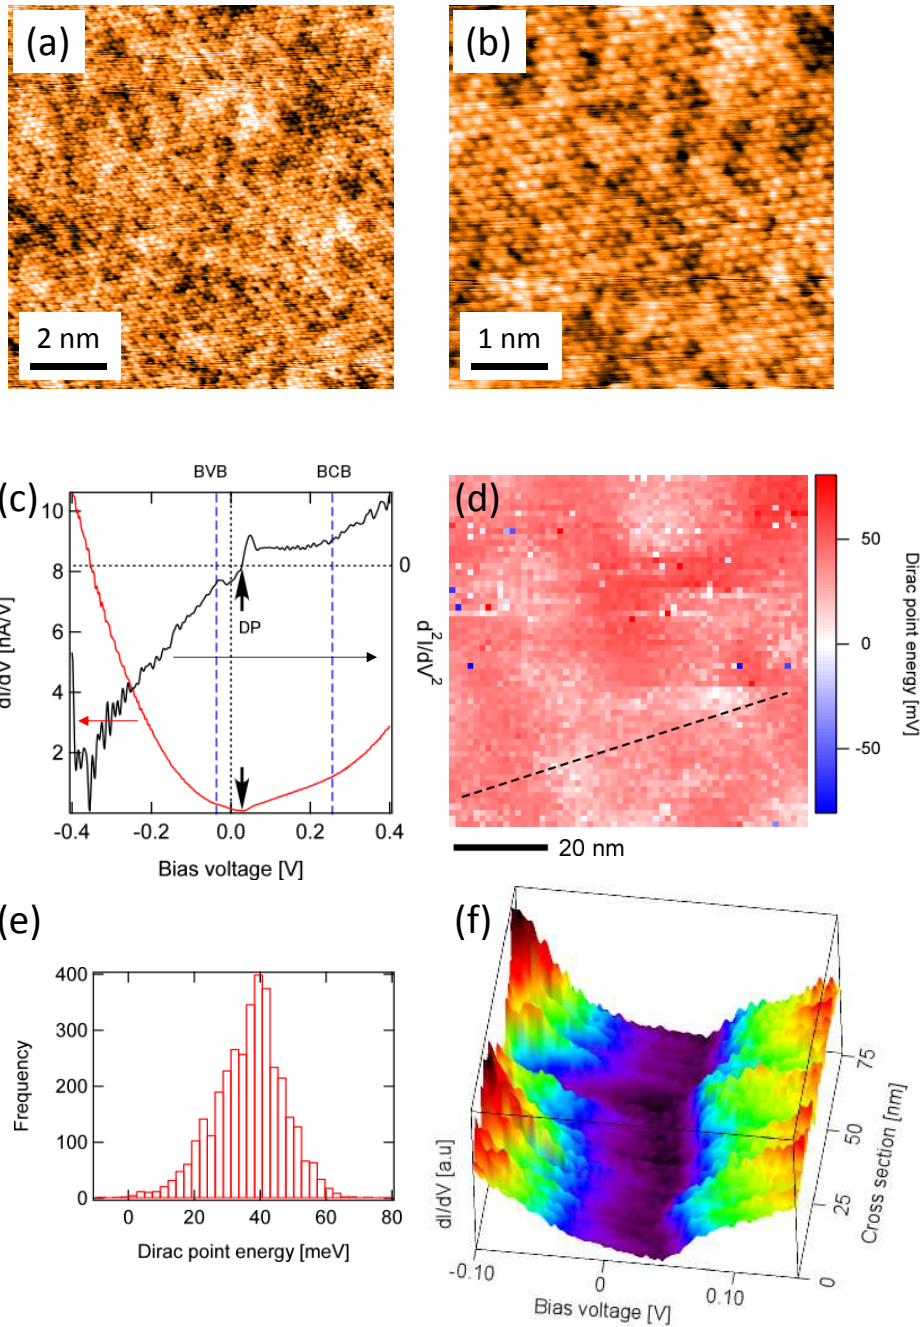 (a)
2 nm
(b)
1 nm
(c)
BVB
BCB
10
8
6
4
2
0
DP
dI/dV [nA/V]
d²I/dV²
-0.4
-0.2
0.0
0.2
0.4
Bias voltage [V]
(d)
50
0
-50
Dirac point energy [mV]
20 nm
(e)
400
300
200
100
0
Frequency
0
20
40
60
80
Dirac point energy [meV]
(f)
dI/dV [a.u]
-0.10
0
0.10
Bias voltage [V]
0
25
50
75
Cross section [nm]